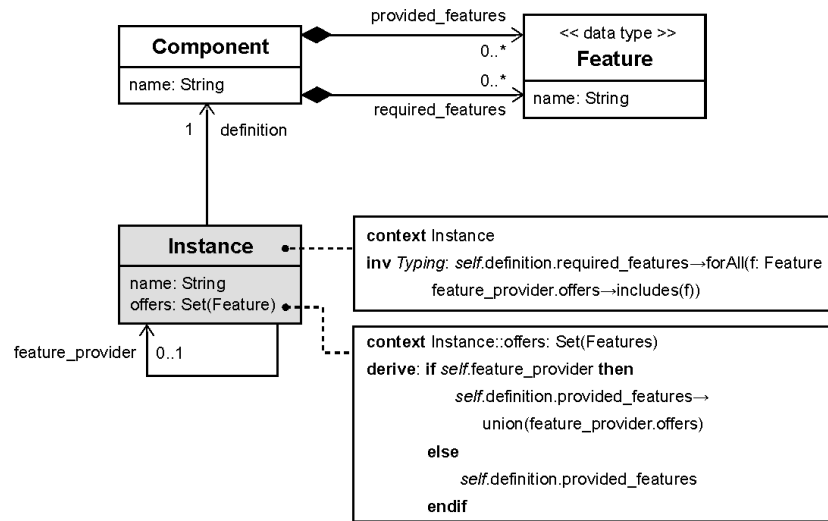 provided_features
Component
<< data type >>
Feature
0..*
name: String
0..*
name: String
required_features
1
definition
Instance
name: String
offers: Set(Feature)
feature_provider
0..1
context Instance
inv Typing: self.definition.required_features→forAll(f: Feature
feature_provider.offers→includes(f))
context Instance::offers: Set(Features)
derive: if self.feature_provider then
self.definition.provided_features→
union(feature_provider.offers)
else
self.definition.provided_features
endif